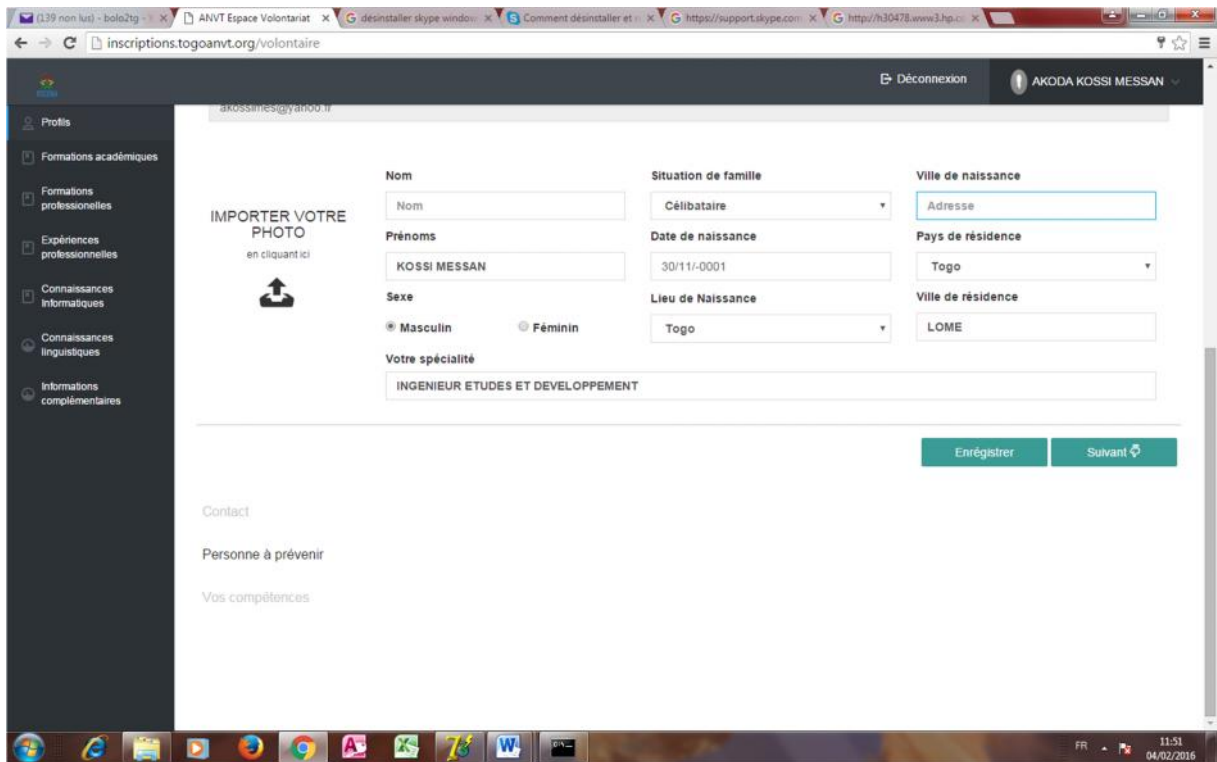 (139 non lus) - bolo2tg -
ANVT Espace Volontariat
désinstaller skype window
Comment désinstaller et
https://support.skype.com
http://h30478.www3.hp.c
inscriptions.togoanvt.org/volontaire
Déconnexion
AKODA KOSSI MESSAN
akossimes@yahoo.fr
Profils
Formations académiques
Formations
professionelles
Expériences
professionnelles
Connaissances
Informatiques
Connaissances
linguistiques
Informations
complémentaires
IMPORTER VOTRE
PHOTO
en cliquant ici
Nom
Situation de famille
Ville de naissance
Nom
Célibataire
Adresse
Prénoms
Date de naissance
Pays de résidence
KOSSI MESSAN
30/11/-0001
Togo
Sexe
Lieu de Naissance
Ville de résidence
Masculin
Féminin
Togo
LOME
Votre spécialité
INGENIEUR ETUDES ET DEVELOPPEMENT
Enrégistrer
Suivant
Contact
Personne à prévenir
Vos compétences
FR
11:51
04/02/2016